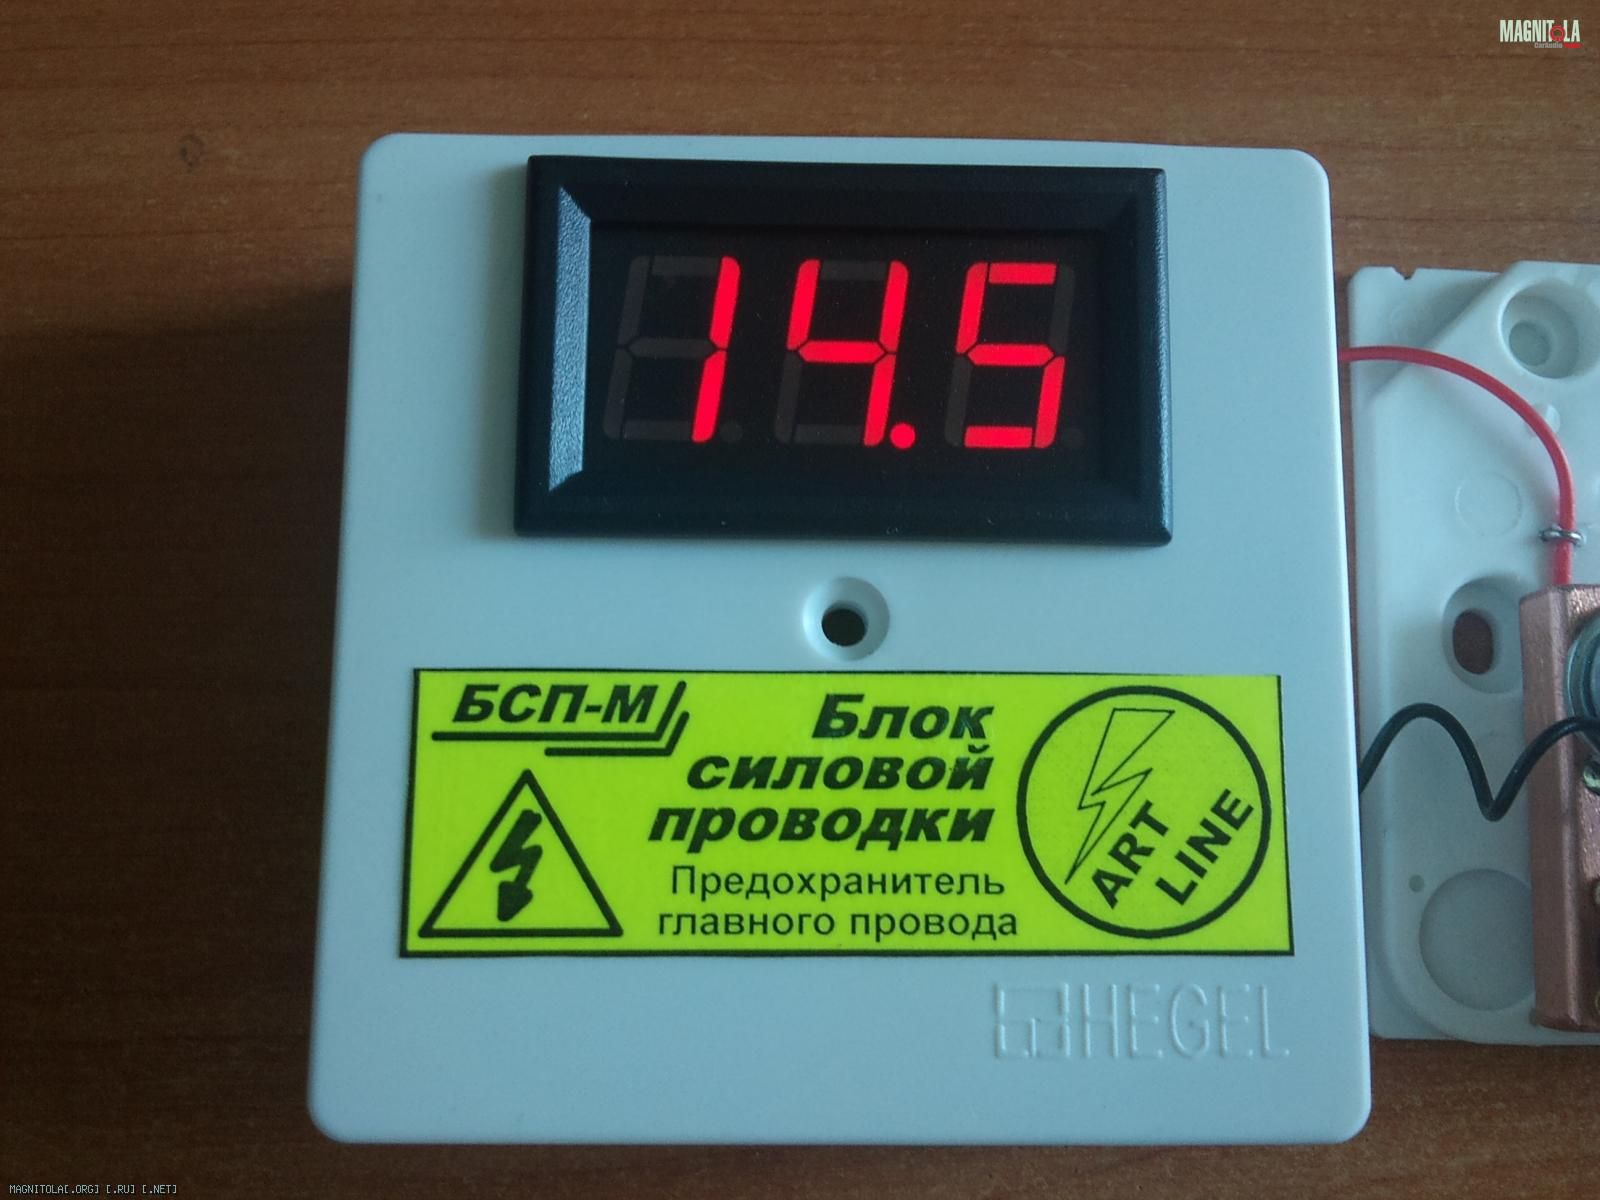 MAGNITOLA
14.5
БСП-М
Блок
силовой
проводки
Предохранитель
главного провода
ART
LINE
HEGEL
MAGNITOLA[.ORG] [.RU] [.NET]